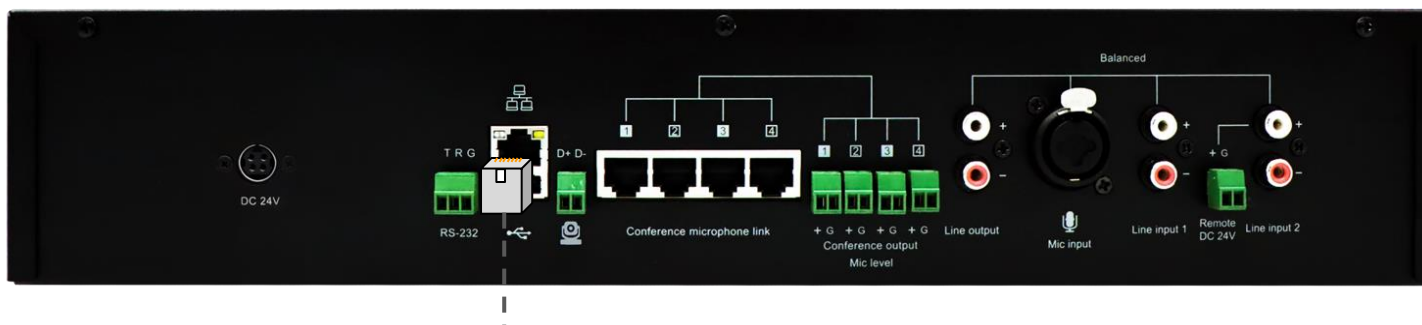 Balanced
1 2 3 4
1 2 3 4
+ +  + +
T R G D+ D- + G
- - -
DC 24V
RS-232 Conference microphone link + G + G + G + G Line output Mic input Line input 1 Remote DC 24V Line input 2
Conference output
Mic level